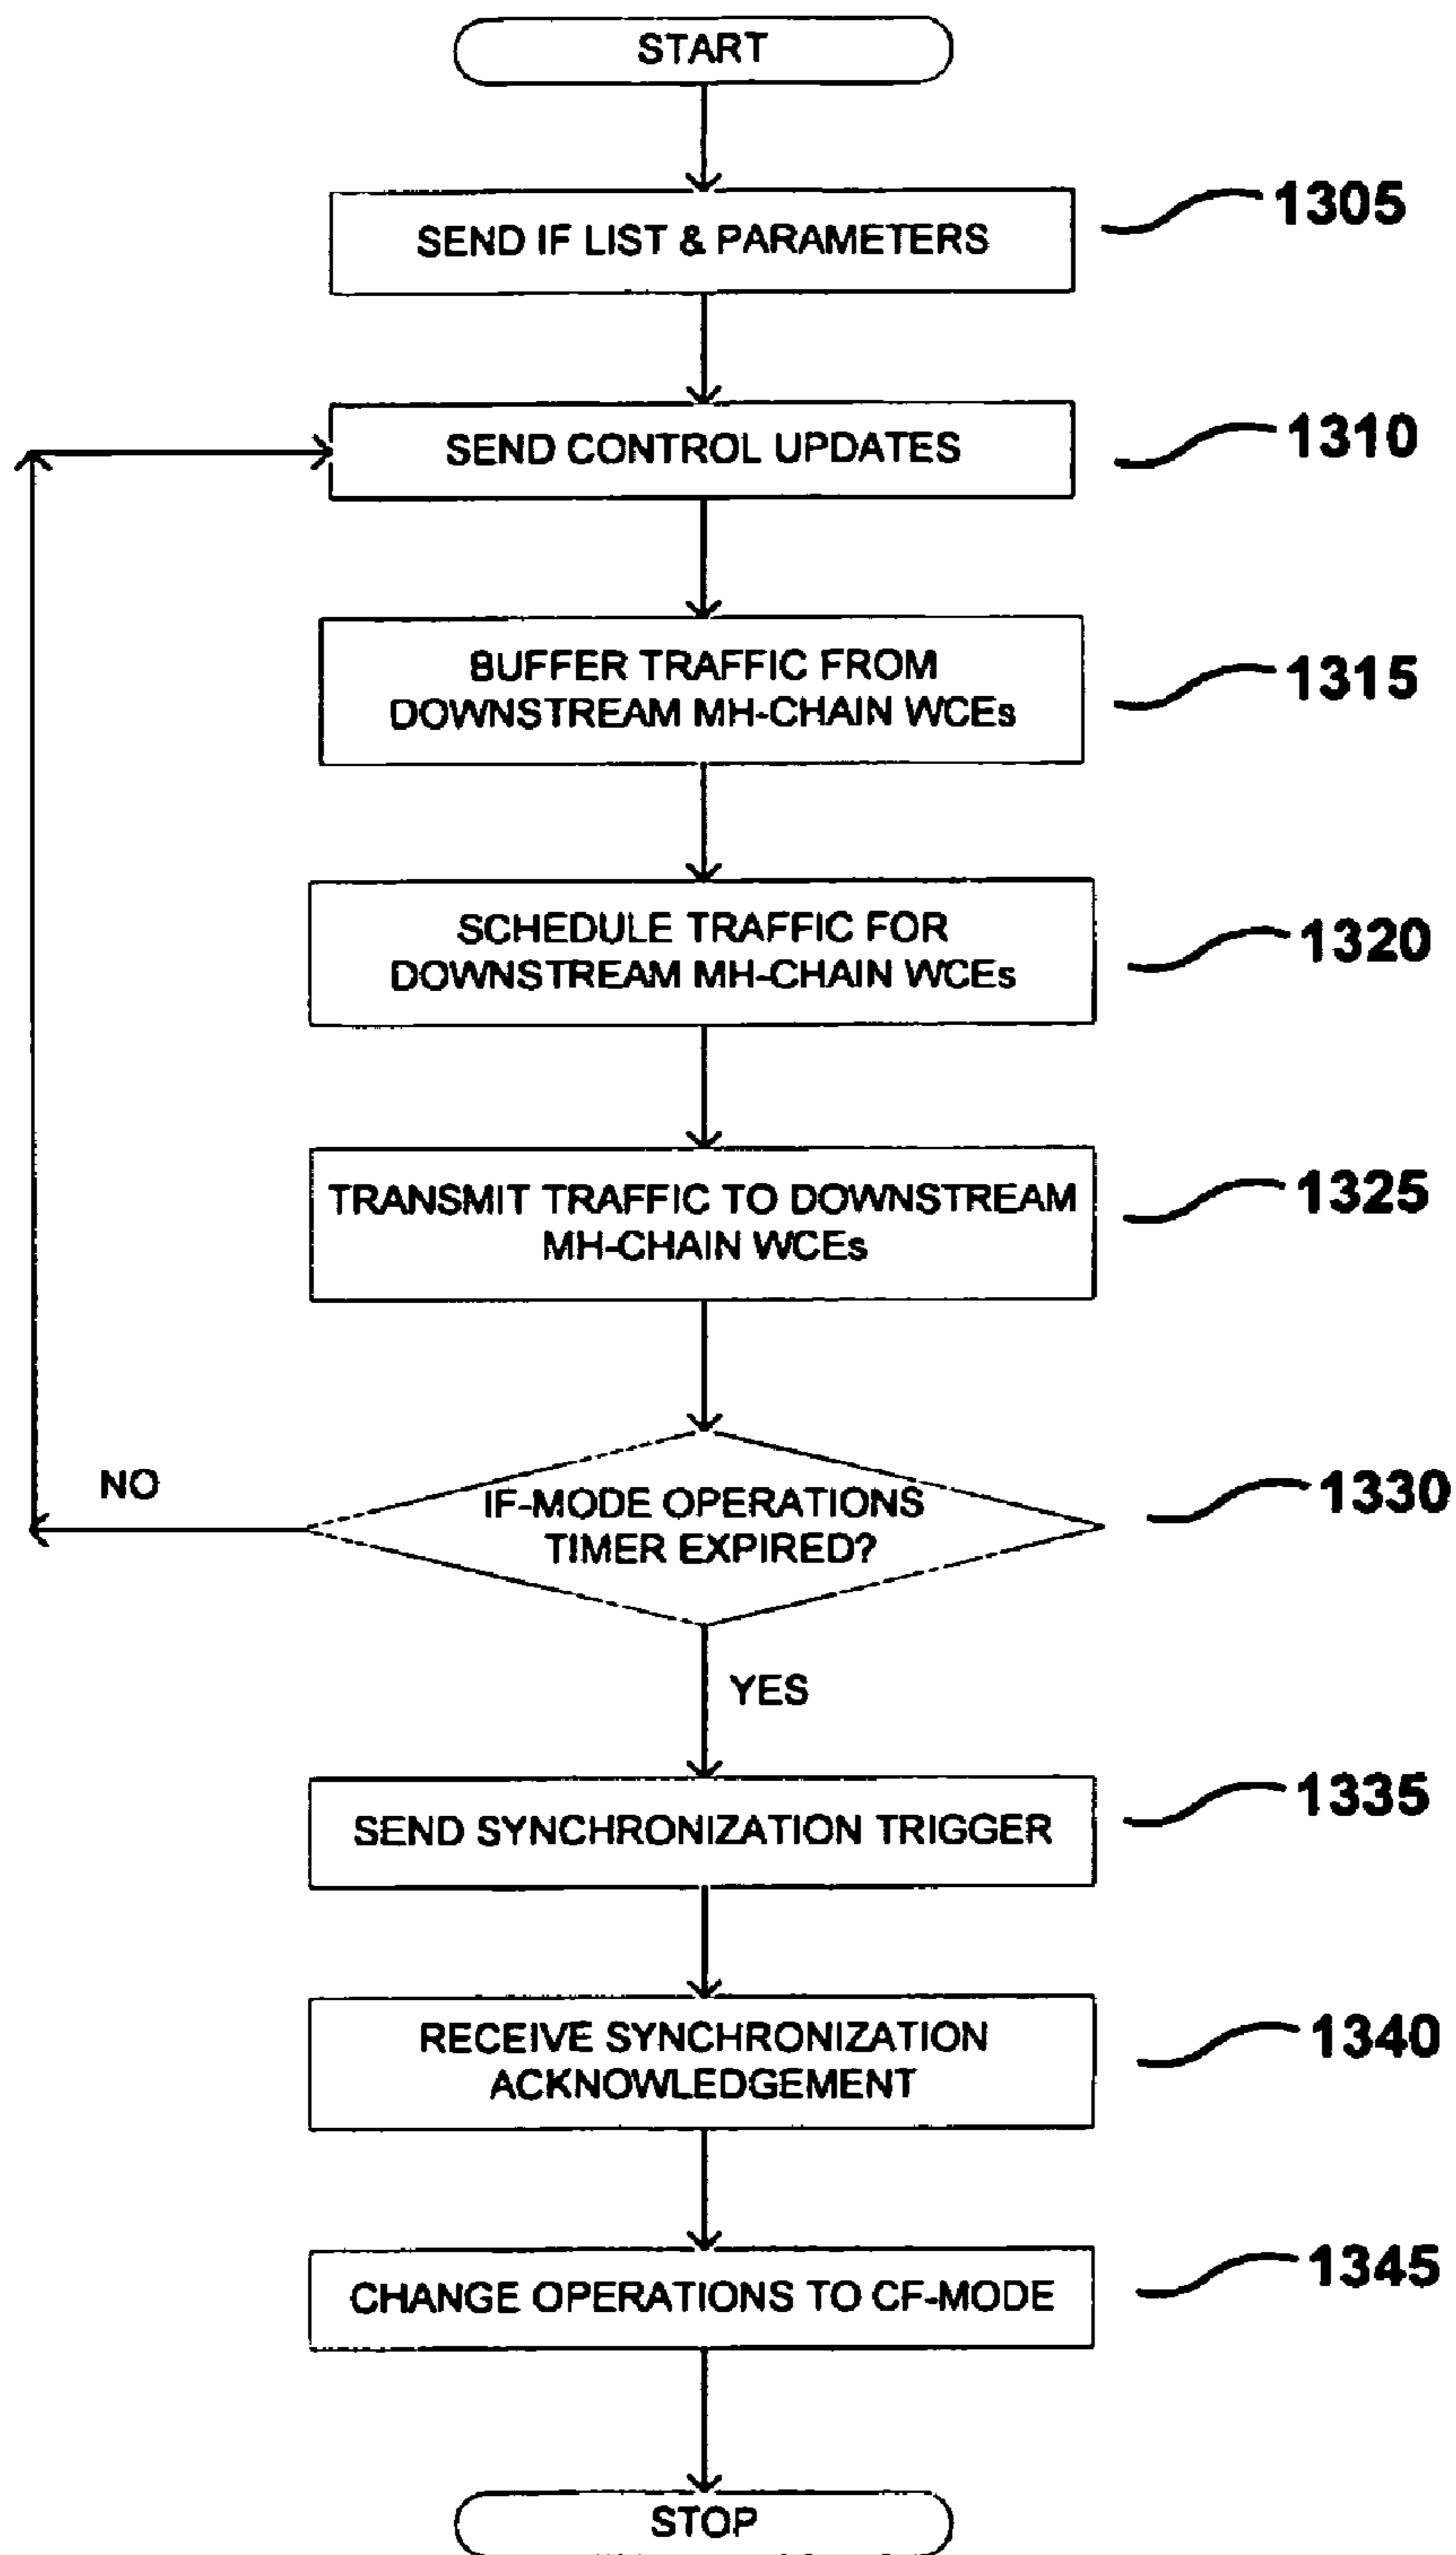 START
SEND IF LIST & PARAMETERS
1305
SEND CONTROL UPDATES
1310
BUFFER TRAFFIC FROM
DOWNSTREAM MH-CHAIN WCEs
1315
SCHEDULE TRAFFIC FOR
DOWNSTREAM MH-CHAIN WCEs
1320
TRANSMIT TRAFFIC TO DOWNSTREAM
MH-CHAIN WCEs
1325
NO
IF-MODE OPERATIONS
TIMER EXPIRED?
1330
YES
SEND SYNCHRONIZATION TRIGGER
1335
RECEIVE SYNCHRONIZATION
ACKNOWLEDGEMENT
1340
CHANGE OPERATIONS TO CF-MODE
1345
STOP